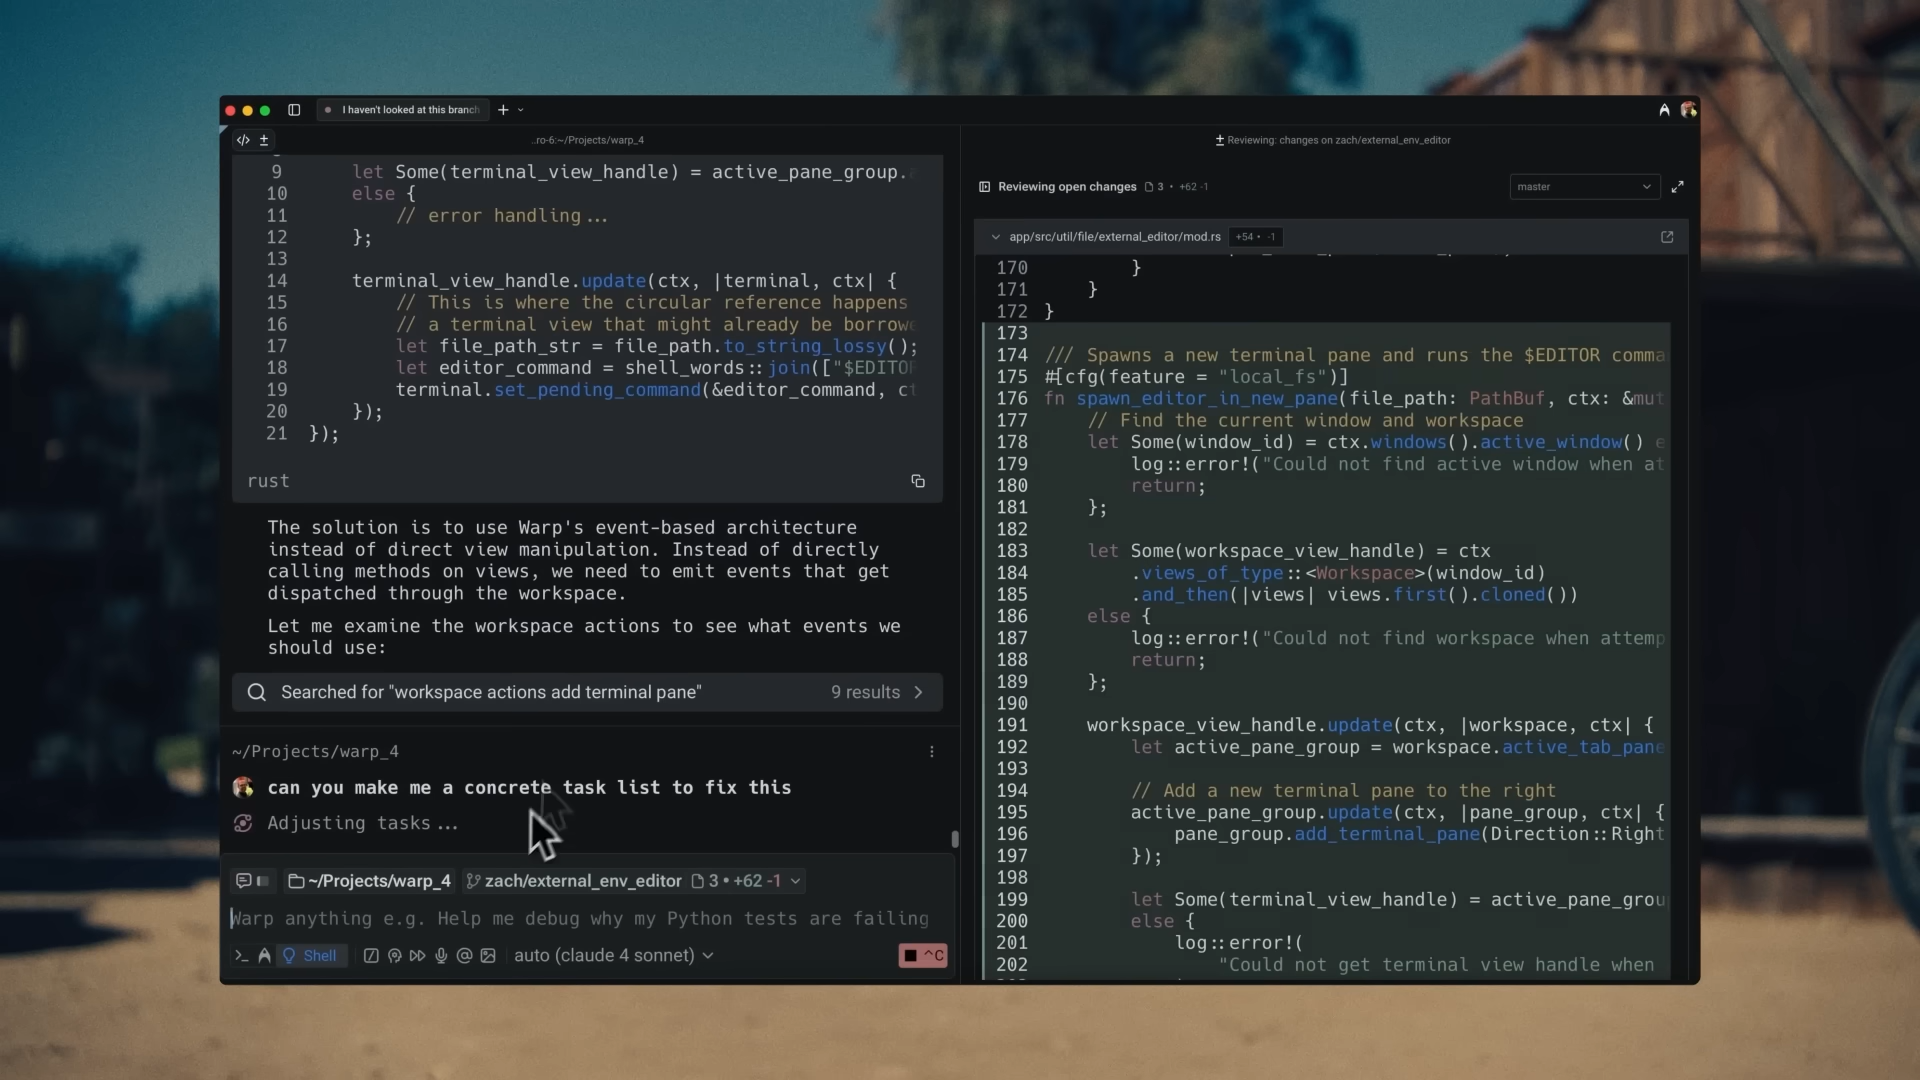 I haven't looked at this branch
..ro-6:~/Projects/warp_4
9 let Some(terminal_view_handle) = active_pane_group.
10 else {
11 // error handling...
12 };
13
14 terminal_view_handle.update(ctx, |terminal, ctx| {
15 // This is where the circular reference happens
16 // a terminal view that might already be borrowe
17 let file_path_str = file_path.to_string_lossy();
18 let editor_command = shell_words::join(["$EDITOR
19 terminal.set_pending_command(&editor_command, ct
20 });
21 });
rust
The solution is to use Warp's event-based architecture
instead of direct view manipulation. Instead of directly
calling methods on views, we need to emit events that get
dispatched through the workspace.
Let me examine the workspace actions to see what events we
should use:
Searched for "workspace actions add terminal pane" 9 results
~/Projects/warp_4
can you make me a concrete task list to fix this
Adjusting tasks...
~/Projects/warp_4 zach/external_env_editor 3 • +62 -1
Warp anything e.g. Help me debug why my Python tests are failing
Shell auto (claude 4 sonnet) ^C
Reviewing: changes on zach/external_env_editor
Reviewing open changes 3 • +62 -1 master
app/src/util/file/external_editor/mod.rs +54 • -1
170 }
171 }
172 }
173
174 /// Spawns a new terminal pane and runs the $EDITOR comma
175 #[cfg(feature = "local_fs")]
176 fn spawn_editor_in_new_pane(file_path: PathBuf, ctx: &mut
177 // Find the current window and workspace
178 let Some(window_id) = ctx.windows().active_window() e
179 log::error!("Could not find active window when at
180 return;
181 };
182
183 let Some(workspace_view_handle) = ctx
184 .views_of_type::<Workspace>(window_id)
185 .and_then(|views| views.first().cloned())
186 else {
187 log::error!("Could not find workspace when attemp
188 return;
189 };
190
191 workspace_view_handle.update(ctx, |workspace, ctx| {
192 let active_pane_group = workspace.active_tab_pane
193
194 // Add a new terminal pane to the right
195 active_pane_group.update(ctx, |pane_group, ctx| {
196 pane_group.add_terminal_pane(Direction::Right
197 });
198
199 let Some(terminal_view_handle) = active_pane_grou
200 else {
201 log::error!(
202 "Could not get terminal view handle when